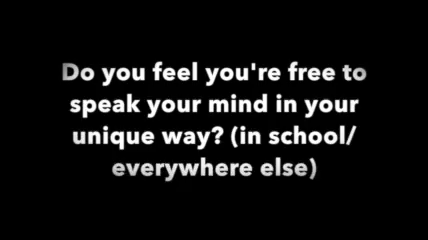 Do you feel you're free to
speak your mind in your
unique way? (in school/
everywhere else)